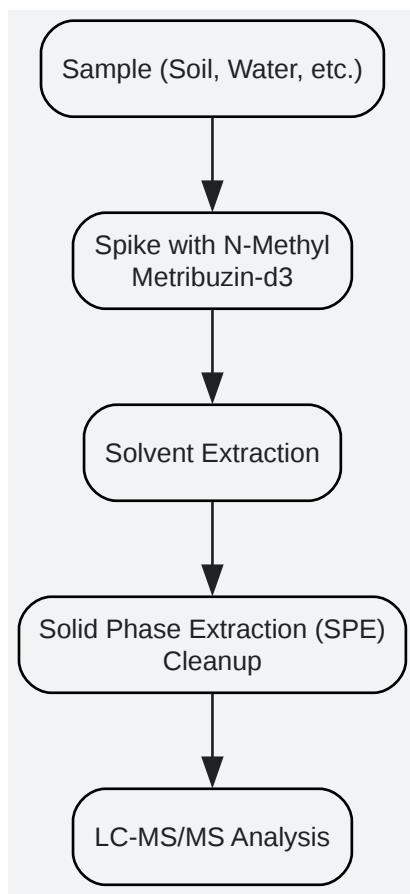 Sample (Soil, Water, etc.)
Spike with N-Methyl
Metribuzin-d3
Solvent Extraction
Solid Phase Extraction (SPE)
Cleanup
LC-MS/MS Analysis